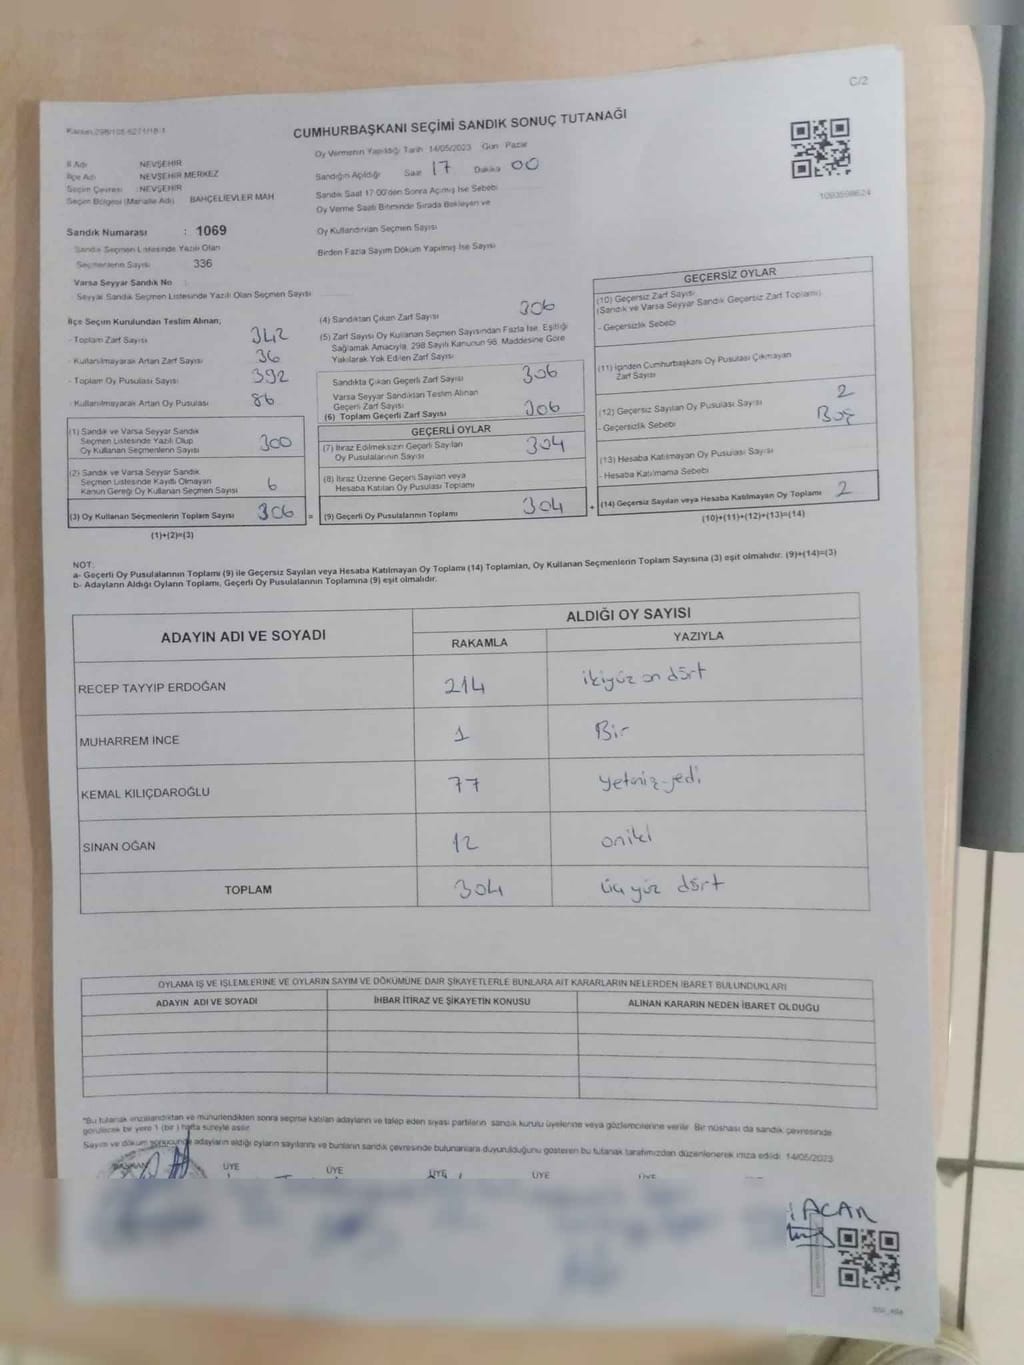 C/2
CUMHURBAŞKANI SEÇİMİ SANDIK SONUÇ TUTANAĞI
İl Adı NEVŞEHİR
İlçe Adı NEVŞEHİR MERKEZ
Seçim Çevresi : NEVŞEHİR
Seçim Bölgesi (Mahalle Adı) BAHÇELİEVLER MAH
Oy Vermenin Yapıldığı Tarih 14/05/2023 Gün Pazar
Sandığın Açıldığı Saat 17 Dakika 00
Sandık Saat 17:00'den Sonra Açılmış İse Sebebi
Oy Verme Saati Bitiminde Sırada Bekleyen ve
Oy Kullandırılan Seçmen Sayısı
Birden Fazla Sayım Döküm Yapılmış İse Sayısı
1093598624
Sandık Numarası : 1069
Sandık Seçmen Listesinde Yazılı Olan
Seçmenlerin Sayısı 336
Varsa Seyyar Sandık No :
- Seyyar Sandık Seçmen Listesinde Yazılı Olan Seçmen Sayısı
İlçe Seçim Kurulundan Teslim Alınan;
- Toplam Zarf Sayısı 342
- Kullanılmayarak Artan Zarf Sayısı 36
- Toplam Oy Pusulası Sayısı 392
- Kullanılmayarak Artan Oy Pusulası 86
(1) Sandık ve Varsa Seyyar Sandık
Seçmen Listesinde Yazılı Olup
Oy Kullanan Seçmenlerin Sayısı 300
(2) Sandık ve Varsa Seyyar Sandık
Seçmen Listesinde Kayıtlı Olmayan
Kanun Gereği Oy Kullanan Seçmen Sayısı 6
(3) Oy Kullanan Seçmenlerin Toplam Sayısı 306 =
(1)+(2)=(3)
(4) Sandıktan Çıkan Zarf Sayısı 306
(5) Zarf Sayısı Oy Kullanan Seçmen Sayısından Fazla İse, Eşitliği
Sağlamak Amacıyla, 298 Sayılı Kanunun 98. Maddesine Göre
Yakılarak Yok Edilen Zarf Sayısı
Sandıkta Çıkan Geçerli Zarf Sayısı 306
Varsa Seyyar Sandıktan Teslim Alınan
Geçerli Zarf Sayısı
(6) Toplam Geçerli Zarf Sayısı 306
GEÇERLİ OYLAR
(7) İtiraz Edilmeksizin Geçerli Sayılan
Oy Pusulalarının Sayısı 304
(8) İtiraz Üzerine Geçerli Sayılan veya
Hesaba Katılan Oy Pusulası Toplamı
(9) Geçerli Oy Pusulalarının Toplamı 304 +
GEÇERSİZ OYLAR
(10) Geçersiz Zarf Sayısı
(Sandık ve Varsa Seyyar Sandık Geçersiz Zarf Toplamı)
- Geçersizlik Sebebi
(11) İçinden Cumhurbaşkanı Oy Pusulası Çıkmayan
Zarf Sayısı
(12) Geçersiz Sayılan Oy Pusulası Sayısı 2
- Geçersizlik Sebebi Boş
(13) Hesaba Katılmayan Oy Pusulası Sayısı
- Hesaba Katılmama Sebebi
(14) Geçersiz Sayılan veya Hesaba Katılmayan Oy Toplamı 2
(10)+(11)+(12)+(13)=(14)
NOT:
a- Geçerli Oy Pusulalarının Toplamı (9) ile Geçersiz Sayılan veya Hesaba Katılmayan Oy Toplamı (14) Toplamları, Oy Kullanan Seçmenlerin Toplam Sayısına (3) eşit olmalıdır. (9)+(14)=(3)
b- Adayların Aldığı Oyların Toplamı, Geçerli Oy Pusulalarının Toplamına (9) eşit olmalıdır.
ADAYIN ADI VE SOYADI ALDIĞI OY SAYISI
RAKAMLA YAZIYLA
RECEP TAYYIP ERDOĞAN 214 ikiyüz on dört
MUHARREM İNCE 1 Bir
KEMAL KILIÇDAROĞLU 77 yetmiş-yedi
SİNAN OĞAN 12 oniki
TOPLAM 304 üç yüz dört
OYLAMA İŞ VE İŞLEMLERİNE VE OYLARIN SAYIM VE DÖKÜMÜNE DAİR ŞİKAYETLERLE BUNLARA AİT KARARLARIN NELERDEN İBARET BULUNDUKLARI
ADAYIN ADI VE SOYADI İHBAR İTİRAZ VE ŞİKAYETİN KONUSU ALINAN KARARIN NEDEN İBARET OLDUĞU
*Bu tutanak imzalandıktan ve mühürlendikten sonra seçime katılan adayların ve talep eden siyasi partilerin sandık kurulu üyelerine veya gözlemcilerine verilir. Bir nüshası da sandık çevresinde
görülecek bir yere 1 (bir ) hafta süreyle asılır.
Sayım ve döküm sonucunda adayların aldığı oyların sayılarını ve bunların sandık çevresinde bulunanlara duyurulduğunu gösteren bu tutanak tarafımızdan düzenlenerek imza edildi. 14/05/2023
BAŞKAN ÜYE ÜYE ÜYE ÜYE ÜYE
ACAR